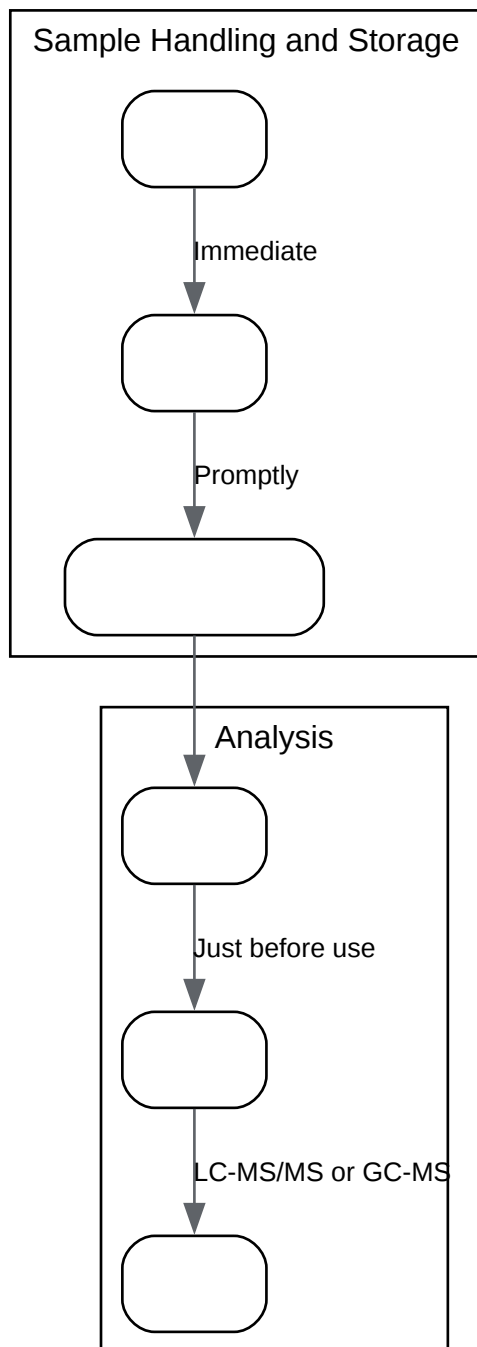 Sample Handling and Storage
Immediate
Promptly
Analysis
Just before use
LC-MS/MS or GC-MS